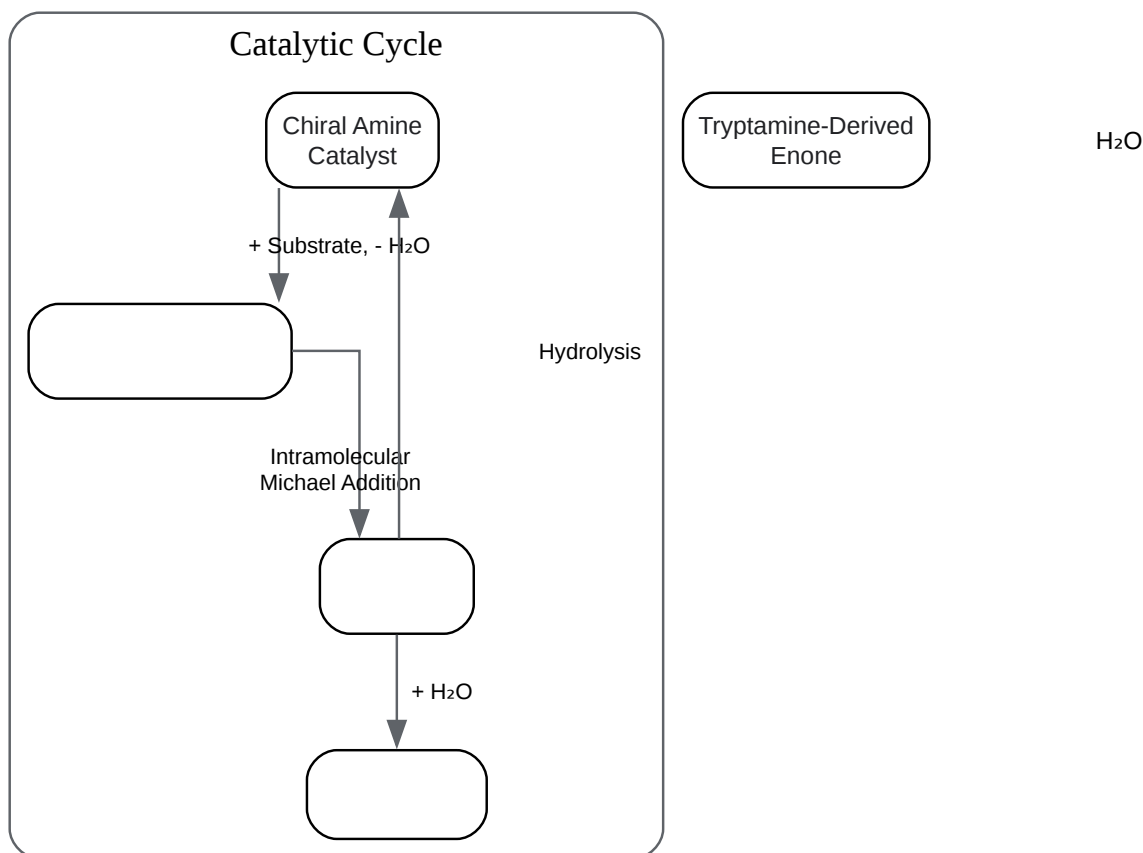 Catalytic Cycle
Chiral Amine
Catalyst
Tryptamine-Derived
Enone
H₂O
+ Substrate, - H₂O
Hydrolysis
Intramolecular
Michael Addition
+ H₂O